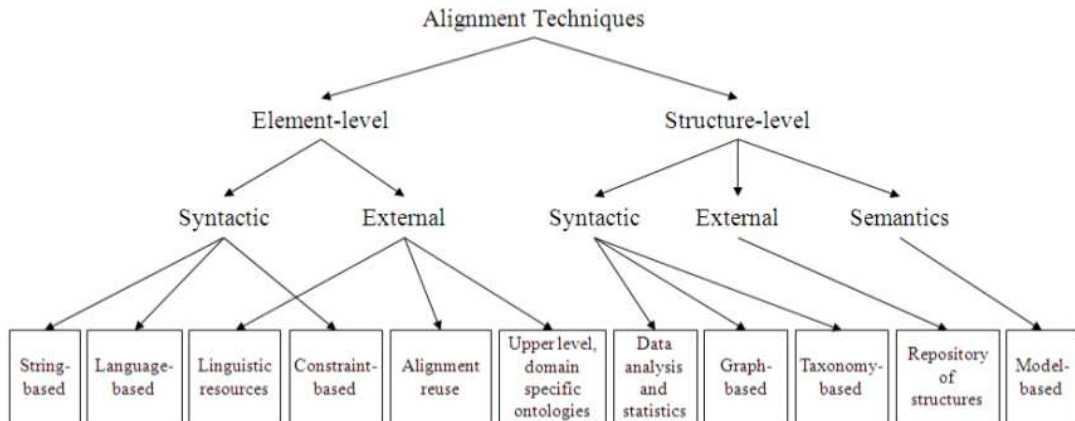 Alignment Techniques
Element-level
Structure-level
Syntactic
External
Syntactic
External
Semantics
String-
based
Language-
based
Linguistic
resources
Constraint-
based
Alignment
reuse
Upper level,
domain
specific
ontologies
Data
analysis
and
statistics
Graph-
based
Taxonomy-
based
Repository
of
structures
Model-
based